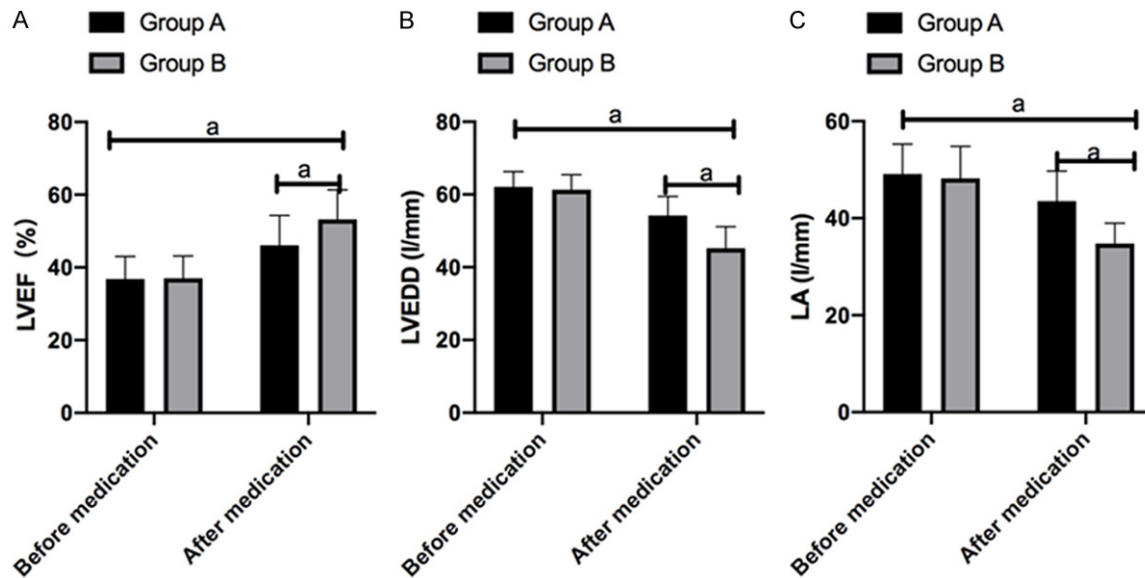 A
Group A
Group B
LVEF (%)
80
60
40
20
0
a
a
Before medication
After medication
B
Group A
Group B
LVEDD (l/mm)
80
60
40
20
0
a
a
Before medication
After medication
C
Group A
Group B
LA (l/mm)
60
40
20
0
a
a
Before medication
After medication